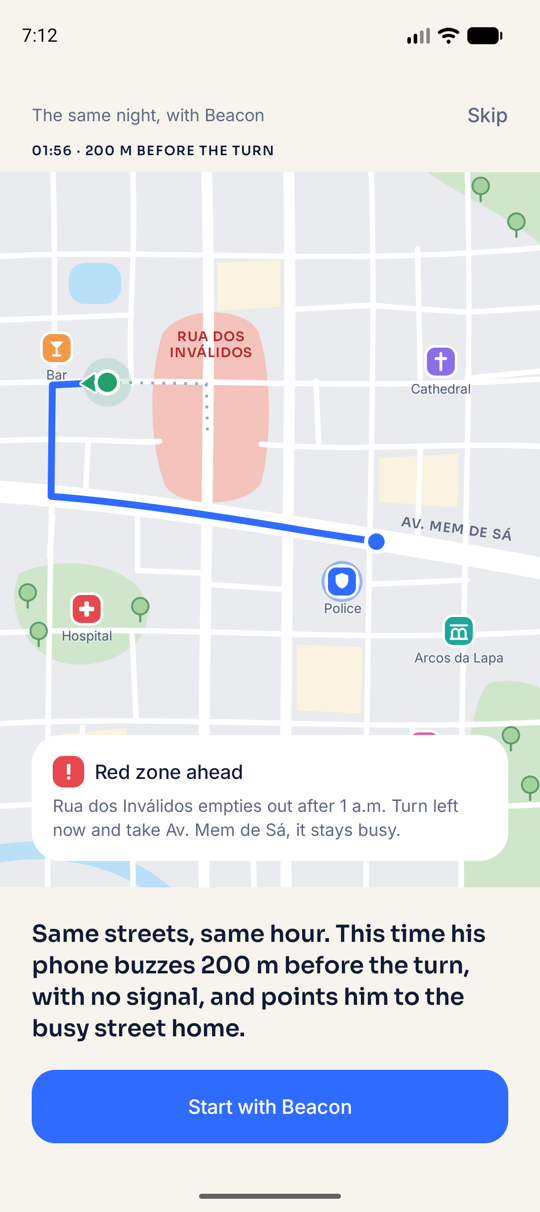 7:12
The same night, with Beacon
Skip
01:56 · 200 M BEFORE THE TURN
RUA DOS
INVÁLIDOS
Bar
Cathedral
AV. MEM DE SÁ
Police
Hospital
Arcos da Lapa
Red zone ahead
Rua dos Inválidos empties out after 1 a.m. Turn left
now and take Av. Mem de Sá, it stays busy.
Same streets, same hour. This time his
phone buzzes 200 m before the turn,
with no signal, and points him to the
busy street home.
Start with Beacon